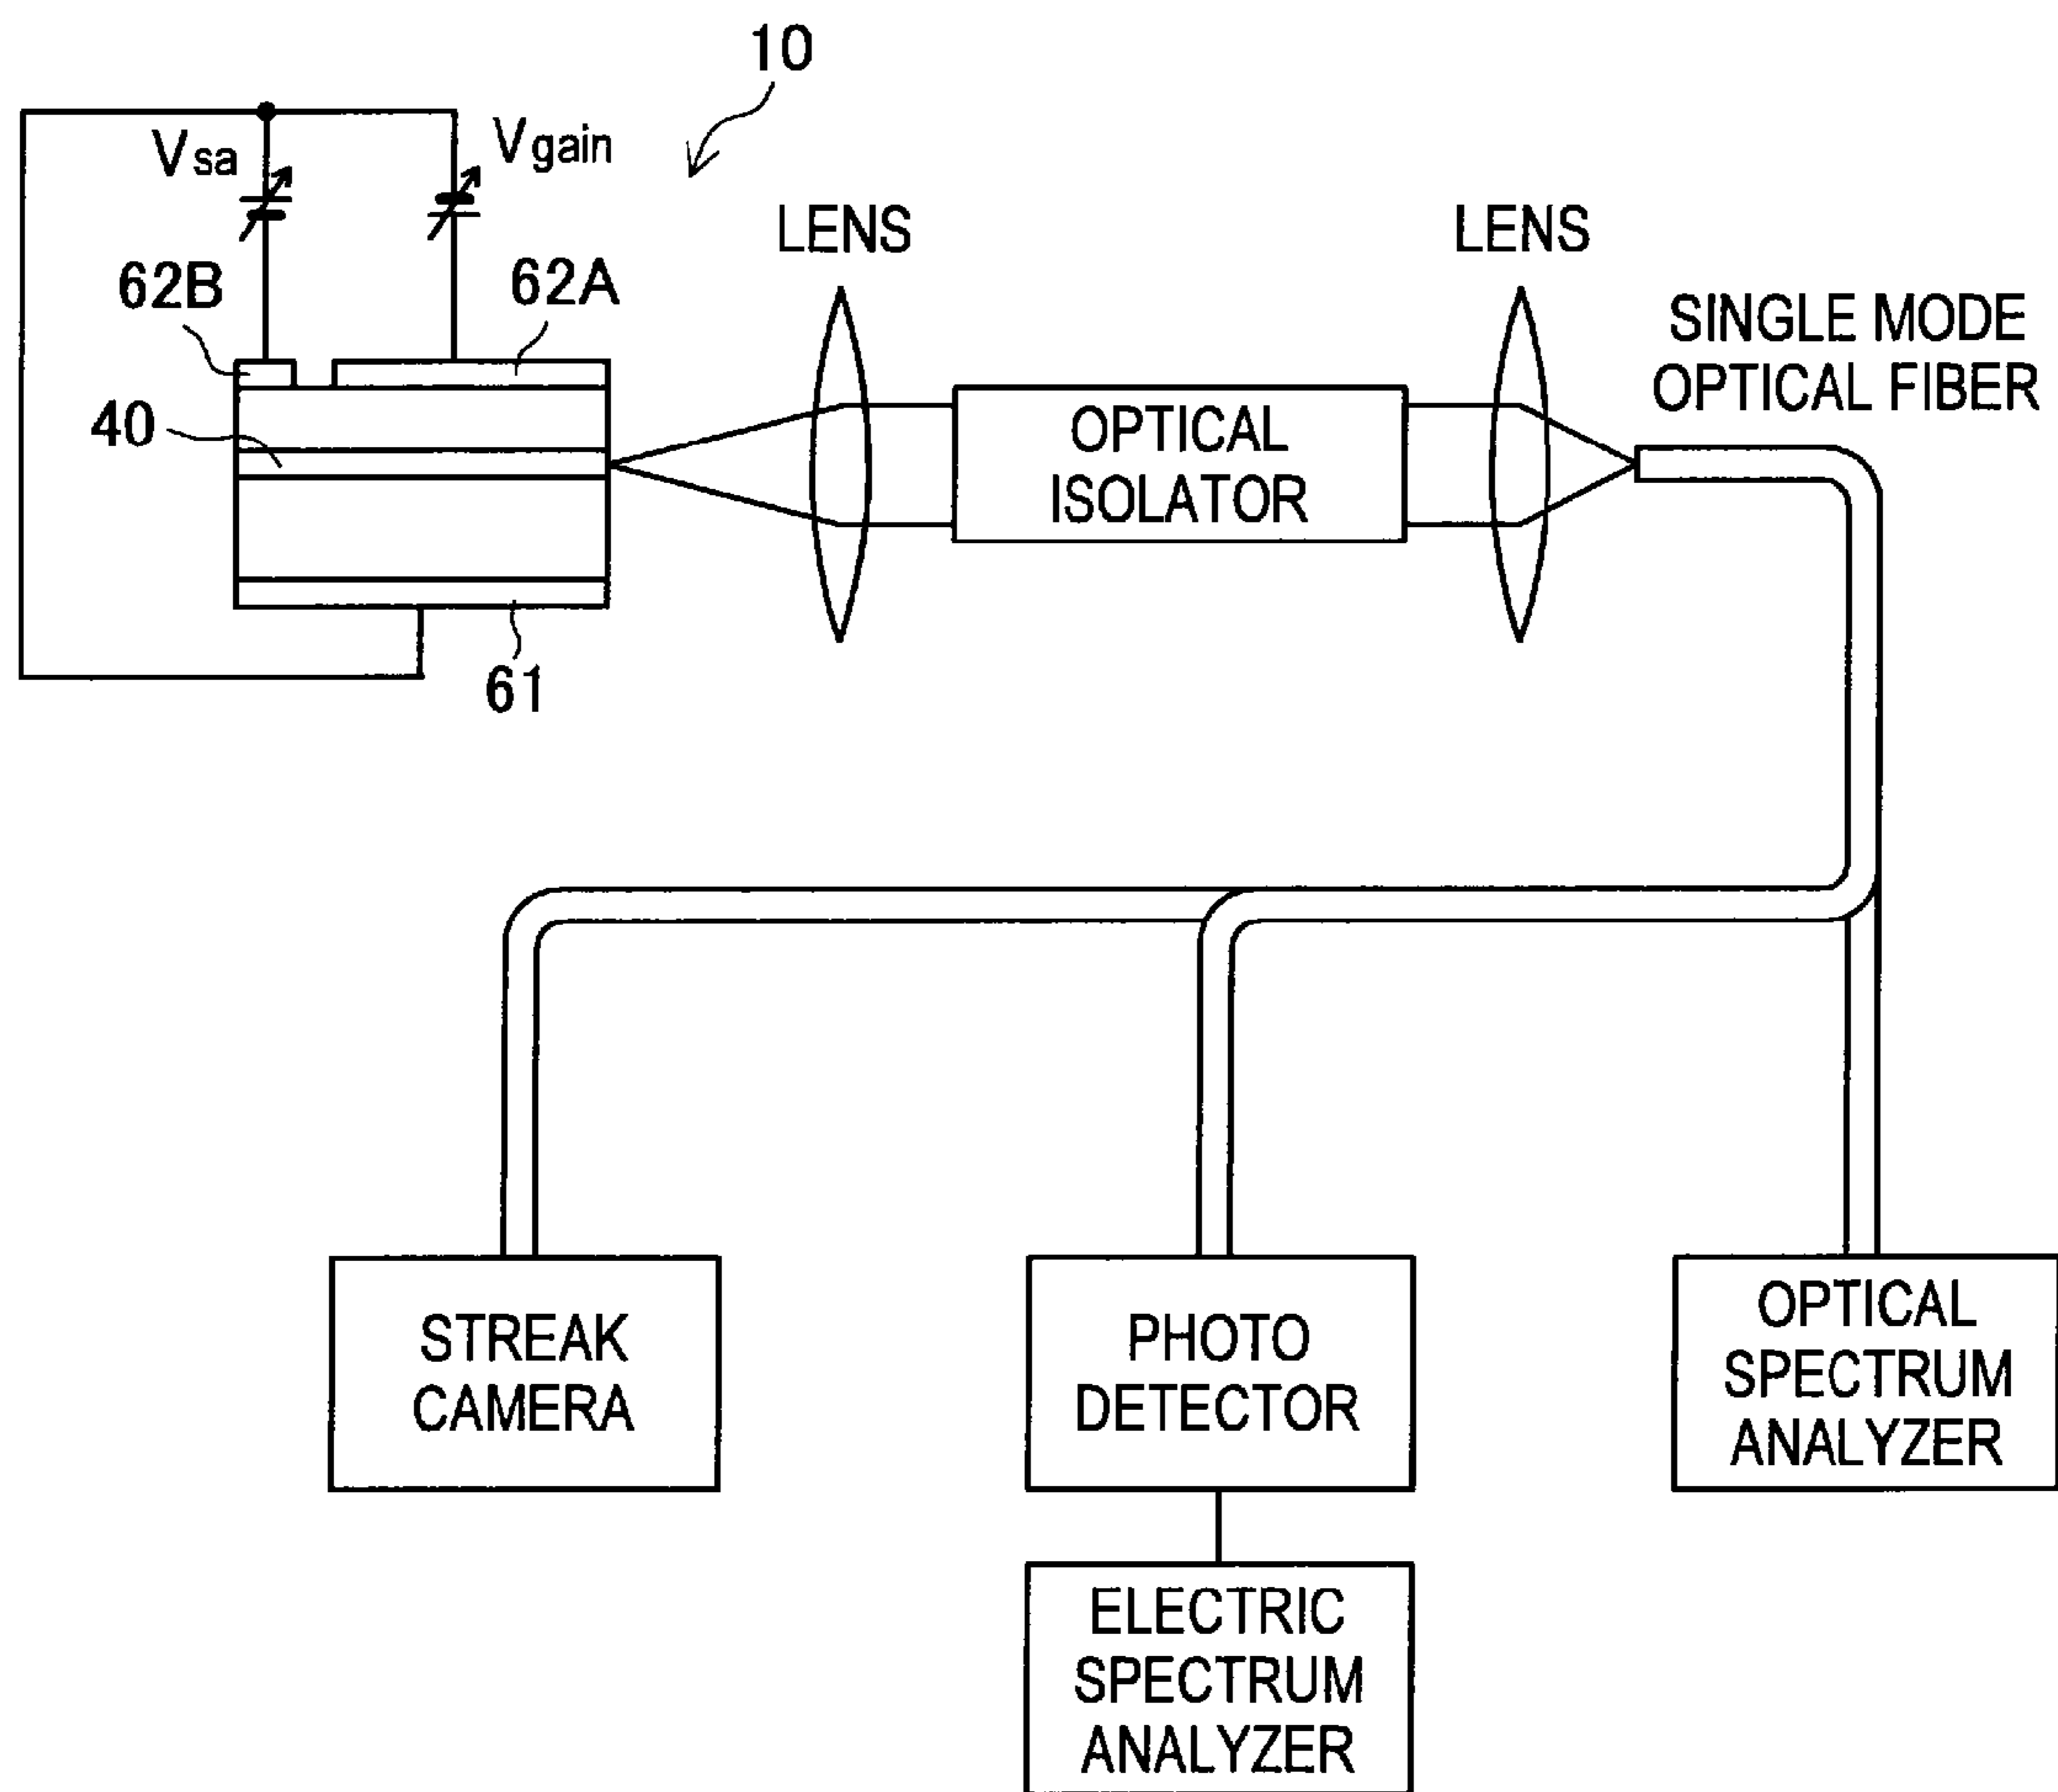 10
Vsa
Vgain
LENS
LENS
62B
62A
SINGLE MODE
OPTICAL FIBER
40
OPTICAL
ISOLATOR
61
STREAK
CAMERA
PHOTO
DETECTOR
OPTICAL
SPECTRUM
ANALYZER
ELECTRIC
SPECTRUM
ANALYZER